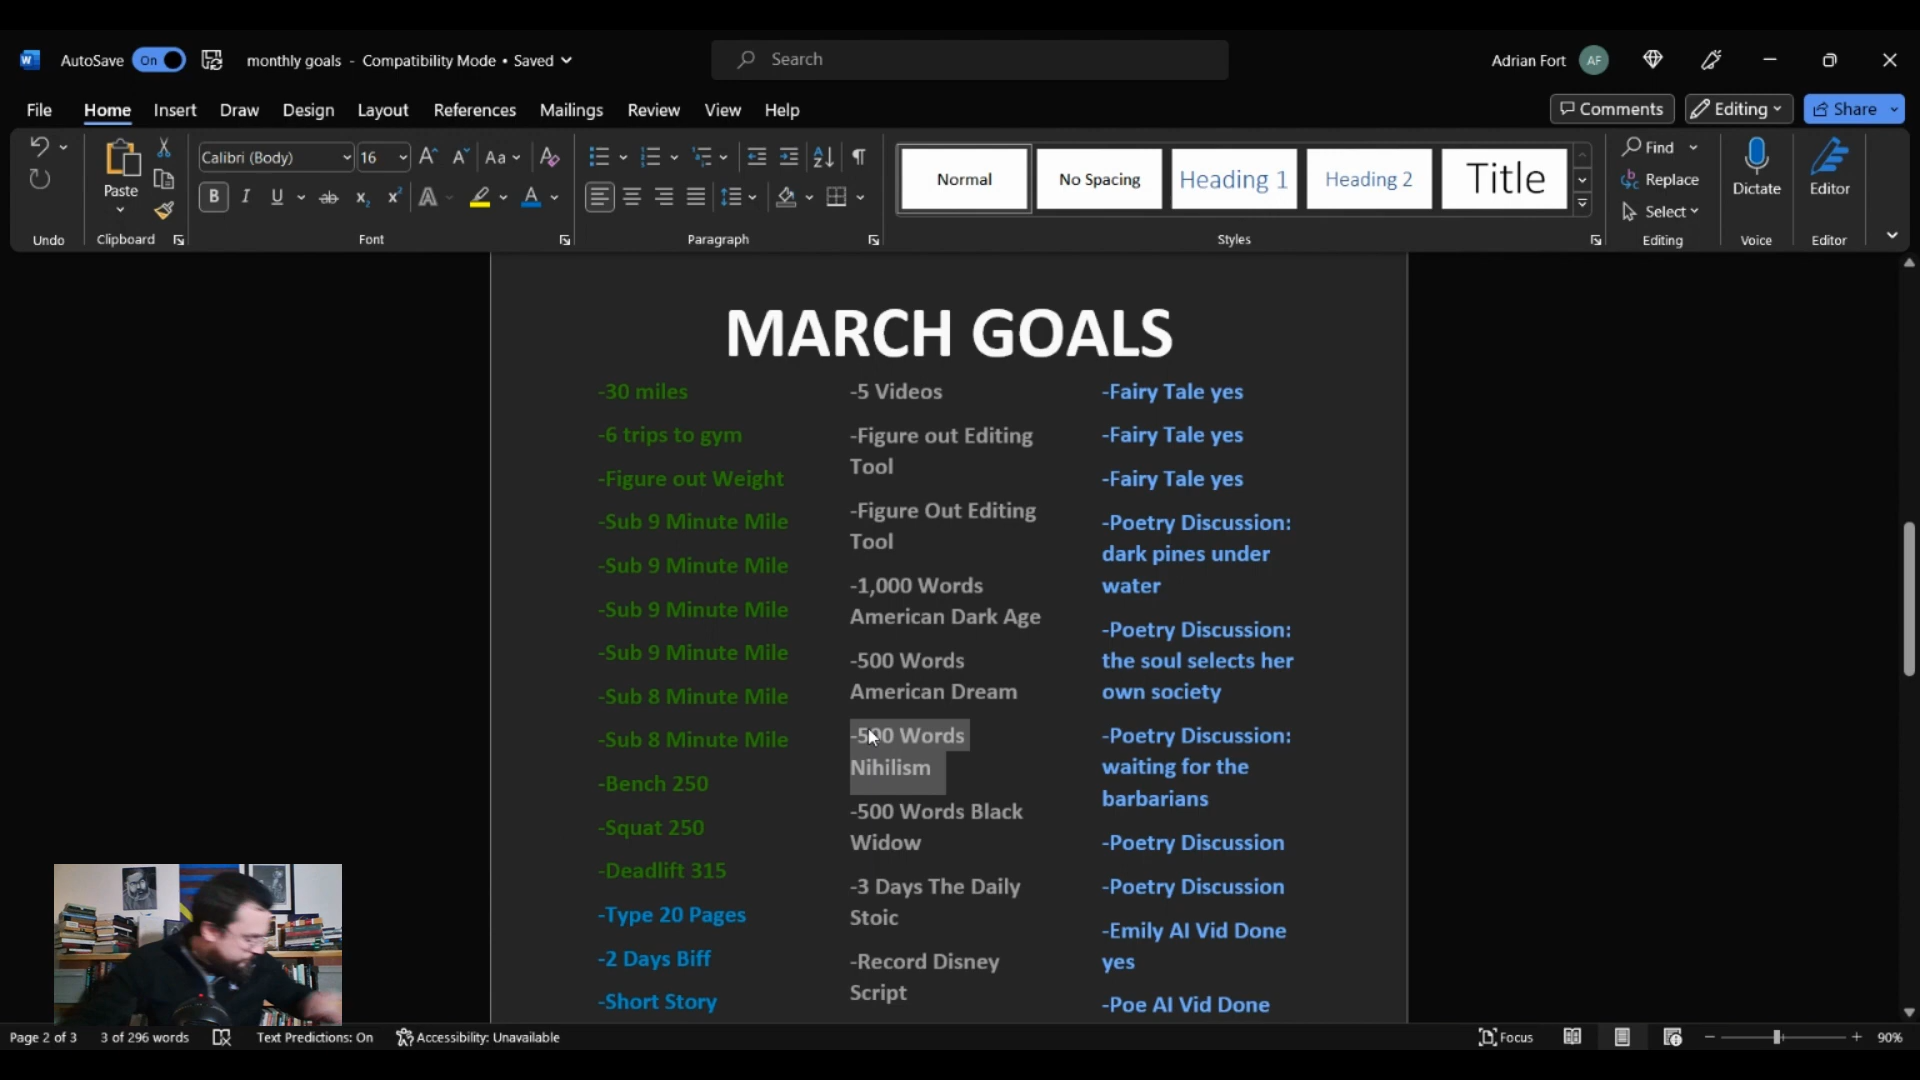 AutoSave On monthly goals - Compatibility Mode • Saved Search Adrian Fort AF
File Home Insert Draw Design Layout References Mailings Review View Help Comments Editing Share
Paste Calibri (Body) 16 Aa Normal No Spacing Heading 1 Heading 2 Title Find Replace Select Dictate Editor
Undo Clipboard Font Paragraph Styles Editing Voice Editor
MARCH GOALS
-30 miles
-6 trips to gym
-Figure out Weight
-Sub 9 Minute Mile
-Sub 9 Minute Mile
-Sub 9 Minute Mile
-Sub 9 Minute Mile
-Sub 8 Minute Mile
-Sub 8 Minute Mile
-Bench 250
-Squat 250
-Deadlift 315
-Type 20 Pages
-2 Days Biff
-Short Story
-5 Videos
-Figure out Editing
Tool
-Figure Out Editing
Tool
-1,000 Words
American Dark Age
-500 Words
American Dream
-500 Words
Nihilism
-500 Words Black
Widow
-3 Days The Daily
Stoic
-Record Disney
Script
-Fairy Tale yes
-Fairy Tale yes
-Fairy Tale yes
-Poetry Discussion:
dark pines under
water
-Poetry Discussion:
the soul selects her
own society
-Poetry Discussion:
waiting for the
barbarians
-Poetry Discussion
-Poetry Discussion
-Emily AI Vid Done
yes
-Poe AI Vid Done
Page 2 of 3 3 of 296 words Text Predictions: On Accessibility: Unavailable Focus 90%